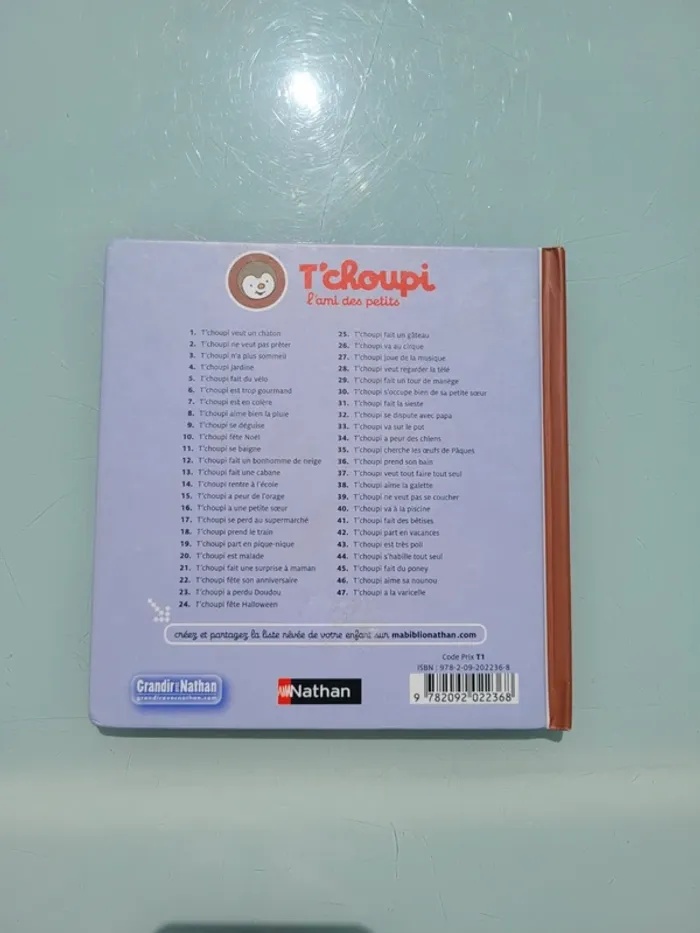 T'choupi
l'ami des petits
1. T'choupi veut un chaton
2. T'choupi ne veut pas prêter
3. T'choupi n'a plus sommeil
4. T'choupi jardine
5. T'choupi fait du vélo
6. T'choupi est trop gourmand
7. T'choupi est en colère
8. T'choupi aime bien la pluie
9. T'choupi se déguise
10. T'choupi fête Noël
11. T'choupi se baigne
12. T'choupi fait un bonhomme de neige
13. T'choupi fait une cabane
14. T'choupi rentre à l'école
15. T'choupi a peur de l'orage
16. T'choupi a une petite sœur
17. T'choupi se perd au supermarché
18. T'choupi prend le train
19. T'choupi part en pique-nique
20. T'choupi est malade
21. T'choupi fait une surprise à maman
22. T'choupi fête son anniversaire
23. T'choupi a perdu Doudou
24. T'choupi fête Halloween
25. T'choupi fait un gâteau
26. T'choupi va au cirque
27. T'choupi joue de la musique
28. T'choupi veut regarder la télé
29. T'choupi fait un tour de manège
30. T'choupi s'occupe bien de sa petite sœur
31. T'choupi fait la sieste
32. T'choupi se dispute avec papa
33. T'choupi va sur le pot
34. T'choupi a peur des chiens
35. T'choupi cherche les œufs de Pâques
36. T'choupi prend son bain
37. T'choupi veut tout faire tout seul
38. T'choupi aime la galette
39. T'choupi ne veut pas se coucher
40. T'choupi va à la piscine
41. T'choupi fait des bêtises
42. T'choupi part en vacances
43. T'choupi est très poli
44. T'choupi s'habille tout seul
45. T'choupi fait du poney
46. T'choupi aime sa nounou
47. T'choupi a la varicelle
créez et partagez la liste rêvée de votre enfant sur mabiblionathan.com
Code Prix T1
ISBN : 978-2-09-202236-8
Grandir avec Nathan
grandiravecnathan.com
Nathan
9 782092 022368